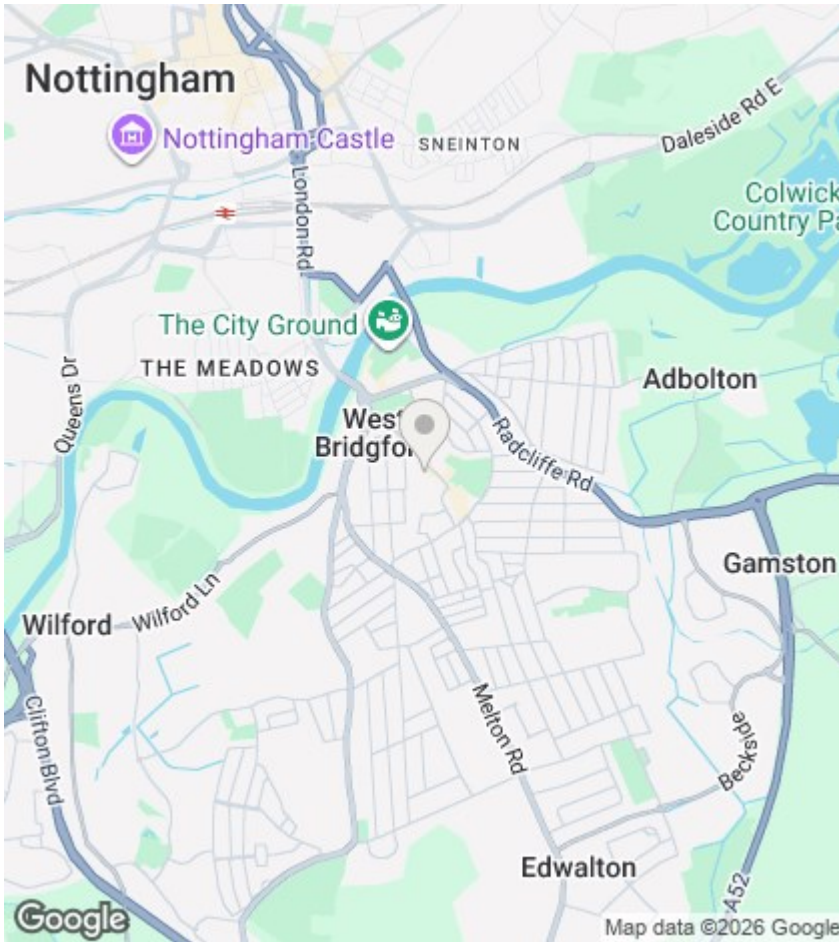 Nottingham
Nottingham Castle
SNEINTON
Daleside Rd E
Colwick
Country Pa
London Rd
The City Ground
THE MEADOWS
Queens Dr
Adbolton
West
Bridgfor
Radcliffe Rd
Gamston
Wilford
Wilford Ln
Melton Rd
Beckside
Clifton Blvd
Edwalton
A52
Google
Map data ©2026 Google